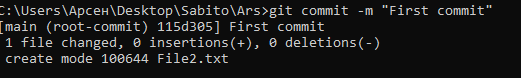 C:\Users\Арсен\Desktop\Sabito\Ars>git commit -m "First commit"
[main (root-commit) 115d305] First commit
1 file changed, 0 insertions(+), 0 deletions(-)
create mode 100644 File2.txt